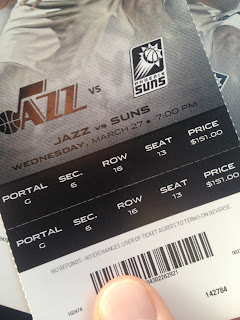 JAZZ VS PHOENIX SUNS
JAZZ vs SUNS
WEDNESDAY, MARCH 27 • 7:00 PM
PORTAL SEC. ROW SEAT PRICE
G 6 16 13 $151.00
PORTAL SEC. ROW SEAT PRICE
G 6 16 13 $151.00
NO REFUNDS - NO EXCHANGES. USER OF TICKET AGREES TO TERMS ON REVERSE.
142784